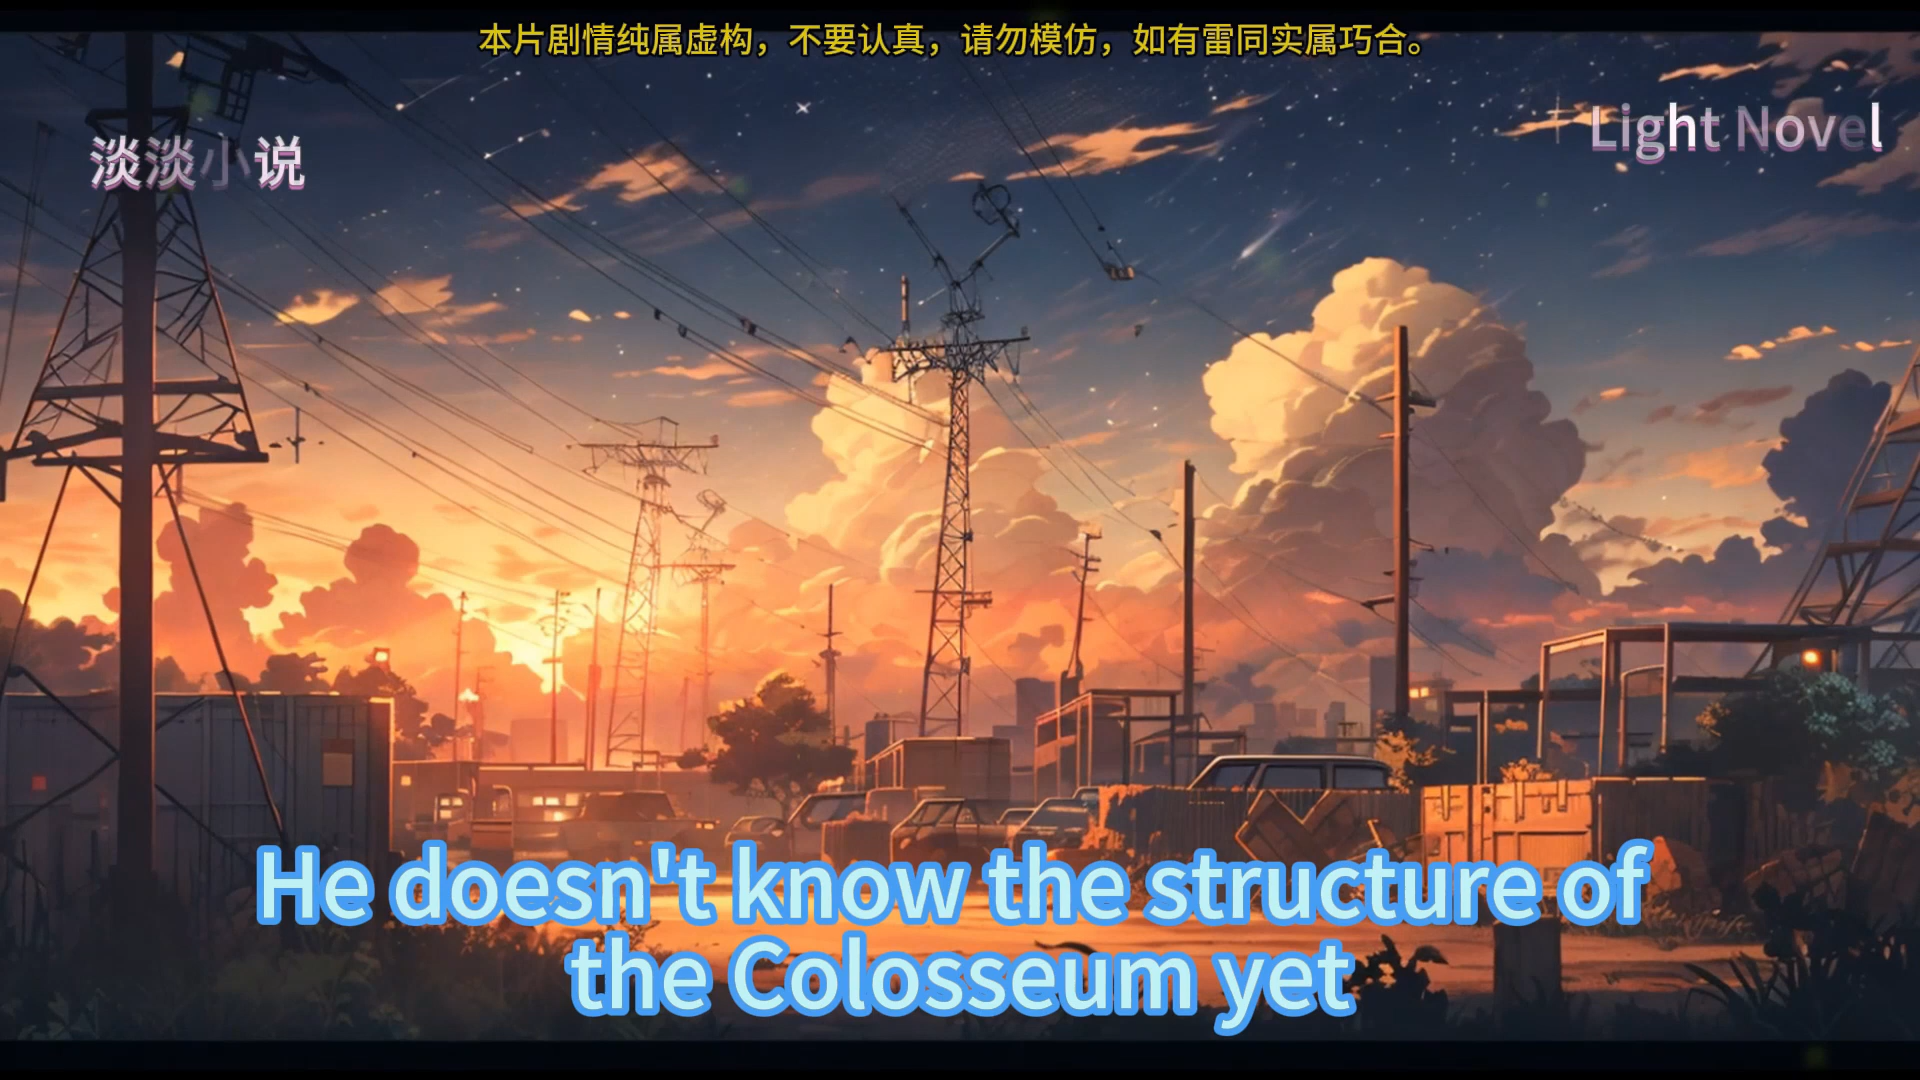 本片剧情纯属虚构，不要认真，请勿模仿，如有雷同实属巧合。
淡淡小说
Light Novel
He doesn't know the structure of
the Colosseum yet